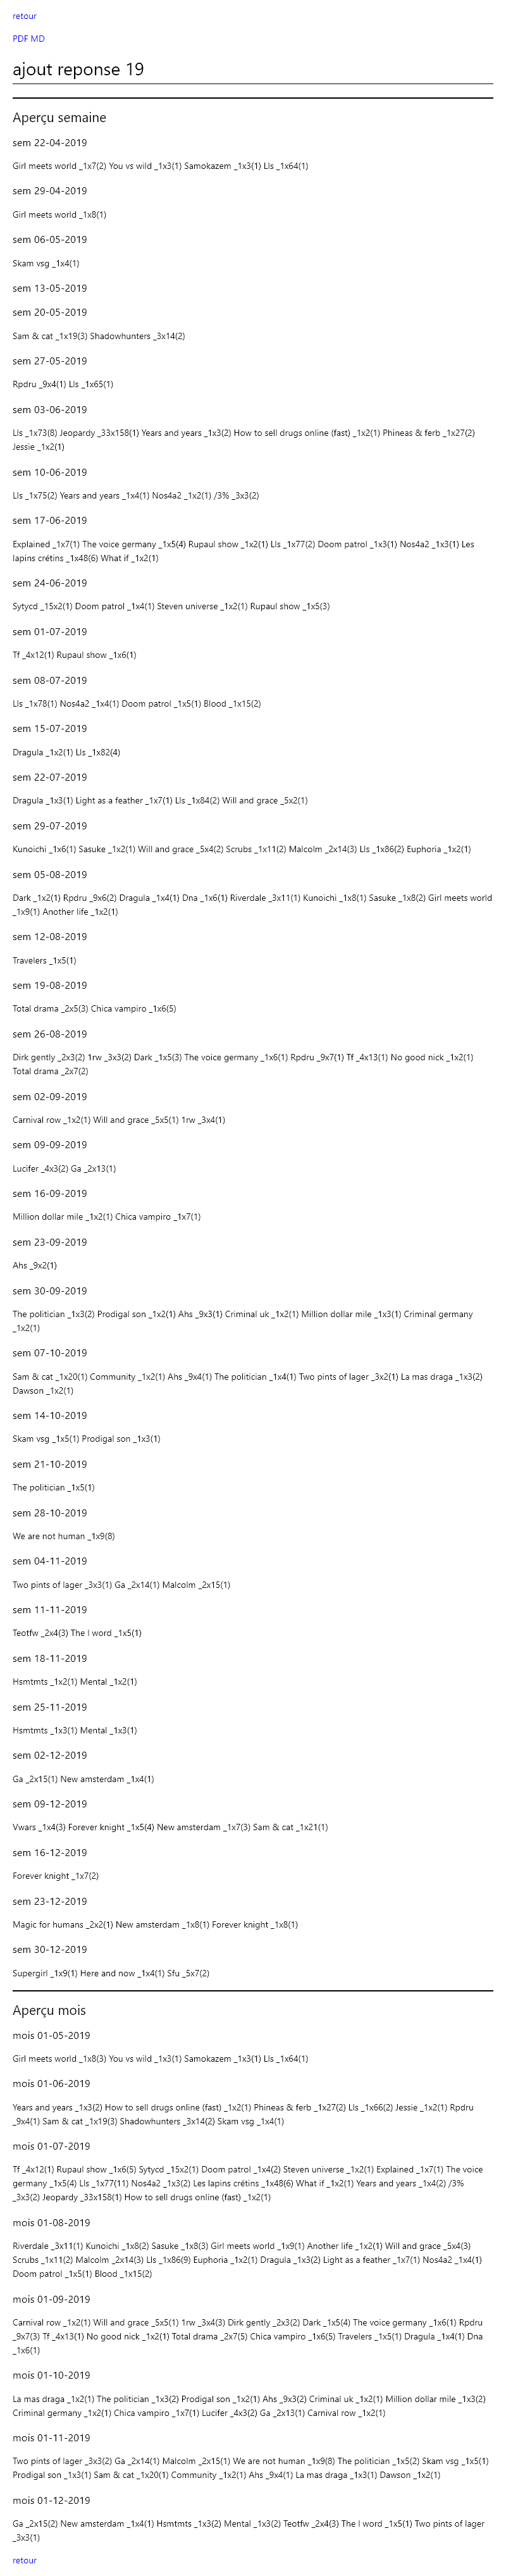 retour
PDF MD
ajout reponse 19
Aperçu semaine
sem 22-04-2019
Girl meets world _1x7(2) You vs wild _1x3(1) Samokazem _1x3(1) Lls _1x64(1)
sem 29-04-2019
Girl meets world _1x8(1)
sem 06-05-2019
Skam vsg _1x4(1)
sem 13-05-2019
sem 20-05-2019
Sam & cat _1x19(3) Shadowhunters _3x14(2)
sem 27-05-2019
Rpdru _9x4(1) Lls _1x65(1)
sem 03-06-2019
Lls _1x73(8) Jeopardy _33x158(1) Years and years _1x3(2) How to sell drugs online (fast) _1x2(1) Phineas & ferb _1x27(2)
Jessie _1x2(1)
sem 10-06-2019
Lls _1x75(2) Years and years _1x4(1) Nos4a2 _1x2(1) /3% _3x3(2)
sem 17-06-2019
Explained _1x7(1) The voice germany _1x5(4) Rupaul show _1x2(1) Lls _1x77(2) Doom patrol _1x3(1) Nos4a2 _1x3(1) Les
lapins crétins _1x48(6) What if _1x2(1)
sem 24-06-2019
Sytycd _15x2(1) Doom patrol _1x4(1) Steven universe _1x2(1) Rupaul show _1x5(3)
sem 01-07-2019
Tf _4x12(1) Rupaul show _1x6(1)
sem 08-07-2019
Lls _1x78(1) Nos4a2 _1x4(1) Doom patrol _1x5(1) Blood _1x15(2)
sem 15-07-2019
Dragula _1x2(1) Lls _1x82(4)
sem 22-07-2019
Dragula _1x3(1) Light as a feather _1x7(1) Lls _1x84(2) Will and grace _5x2(1)
sem 29-07-2019
Kunoichi _1x6(1) Sasuke _1x2(1) Will and grace _5x4(2) Scrubs _1x11(2) Malcolm _2x14(3) Lls _1x86(2) Euphoria _1x2(1)
sem 05-08-2019
Dark _1x2(1) Rpdru _9x6(2) Dragula _1x4(1) Dna _1x6(1) Riverdale _3x11(1) Kunoichi _1x8(1) Sasuke _1x8(2) Girl meets world
_1x9(1) Another life _1x2(1)
sem 12-08-2019
Travelers _1x5(1)
sem 19-08-2019
Total drama _2x5(3) Chica vampiro _1x6(5)
sem 26-08-2019
Dirk gently _2x3(2) 1rw _3x3(2) Dark _1x5(3) The voice germany _1x6(1) Rpdru _9x7(1) Tf _4x13(1) No good nick _1x2(1)
Total drama _2x7(2)
sem 02-09-2019
Carnival row _1x2(1) Will and grace _5x5(1) 1rw _3x4(1)
sem 09-09-2019
Lucifer _4x3(2) Ga _2x13(1)
sem 16-09-2019
Million dollar mile _1x2(1) Chica vampiro _1x7(1)
sem 23-09-2019
Ahs _9x2(1)
sem 30-09-2019
The politician _1x3(2) Prodigal son _1x2(1) Ahs _9x3(1) Criminal uk _1x2(1) Million dollar mile _1x3(1) Criminal germany
_1x2(1)
sem 07-10-2019
Sam & cat _1x20(1) Community _1x2(1) Ahs _9x4(1) The politician _1x4(1) Two pints of lager _3x2(1) La mas draga _1x3(2)
Dawson _1x2(1)
sem 14-10-2019
Skam vsg _1x5(1) Prodigal son _1x3(1)
sem 21-10-2019
The politician _1x5(1)
sem 28-10-2019
We are not human _1x9(8)
sem 04-11-2019
Two pints of lager _3x3(1) Ga _2x14(1) Malcolm _2x15(1)
sem 11-11-2019
Teotfw _2x4(3) The l word _1x5(1)
sem 18-11-2019
Hsmtmts _1x2(1) Mental _1x2(1)
sem 25-11-2019
Hsmtmts _1x3(1) Mental _1x3(1)
sem 02-12-2019
Ga _2x15(1) New amsterdam _1x4(1)
sem 09-12-2019
Vwars _1x4(3) Forever knight _1x5(4) New amsterdam _1x7(3) Sam & cat _1x21(1)
sem 16-12-2019
Forever knight _1x7(2)
sem 23-12-2019
Magic for humans _2x2(1) New amsterdam _1x8(1) Forever knight _1x8(1)
sem 30-12-2019
Supergirl _1x9(1) Here and now _1x4(1) Sfu _5x7(2)
Aperçu mois
mois 01-05-2019
Girl meets world _1x8(3) You vs wild _1x3(1) Samokazem _1x3(1) Lls _1x64(1)
mois 01-06-2019
Years and years _1x3(2) How to sell drugs online (fast) _1x2(1) Phineas & ferb _1x27(2) Lls _1x66(2) Jessie _1x2(1) Rpdru
_9x4(1) Sam & cat _1x19(3) Shadowhunters _3x14(2) Skam vsg _1x4(1)
mois 01-07-2019
Tf _4x12(1) Rupaul show _1x6(5) Sytycd _15x2(1) Doom patrol _1x4(2) Steven universe _1x2(1) Explained _1x7(1) The voice
germany _1x5(4) Lls _1x77(11) Nos4a2 _1x3(2) Les lapins crétins _1x48(6) What if _1x2(1) Years and years _1x4(2) /3%
_3x3(2) Jeopardy _33x158(1) How to sell drugs online (fast) _1x2(1)
mois 01-08-2019
Riverdale _3x11(1) Kunoichi _1x8(2) Sasuke _1x8(3) Girl meets world _1x9(1) Another life _1x2(1) Will and grace _5x4(3)
Scrubs _1x11(2) Malcolm _2x14(3) Lls _1x86(9) Euphoria _1x2(1) Dragula _1x3(2) Light as a feather _1x7(1) Nos4a2 _1x4(1)
Doom patrol _1x5(1) Blood _1x15(2)
mois 01-09-2019
Carnival row _1x2(1) Will and grace _5x5(1) 1rw _3x4(3) Dirk gently _2x3(2) Dark _1x5(4) The voice germany _1x6(1) Rpdru
_9x7(3) Tf _4x13(1) No good nick _1x2(1) Total drama _2x7(5) Chica vampiro _1x6(5) Travelers _1x5(1) Dragula _1x4(1) Dna
_1x6(1)
mois 01-10-2019
La mas draga _1x2(1) The politician _1x3(2) Prodigal son _1x2(1) Ahs _9x3(2) Criminal uk _1x2(1) Million dollar mile _1x3(2)
Criminal germany _1x2(1) Chica vampiro _1x7(1) Lucifer _4x3(2) Ga _2x13(1) Carnival row _1x2(1)
mois 01-11-2019
Two pints of lager _3x3(2) Ga _2x14(1) Malcolm _2x15(1) We are not human _1x9(8) The politician _1x5(2) Skam vsg _1x5(1)
Prodigal son _1x3(1) Sam & cat _1x20(1) Community _1x2(1) Ahs _9x4(1) La mas draga _1x3(1) Dawson _1x2(1)
mois 01-12-2019
Ga _2x15(2) New amsterdam _1x4(1) Hsmtmts _1x3(2) Mental _1x3(2) Teotfw _2x4(3) The l word _1x5(1) Two pints of lager
_3x3(1)
retour